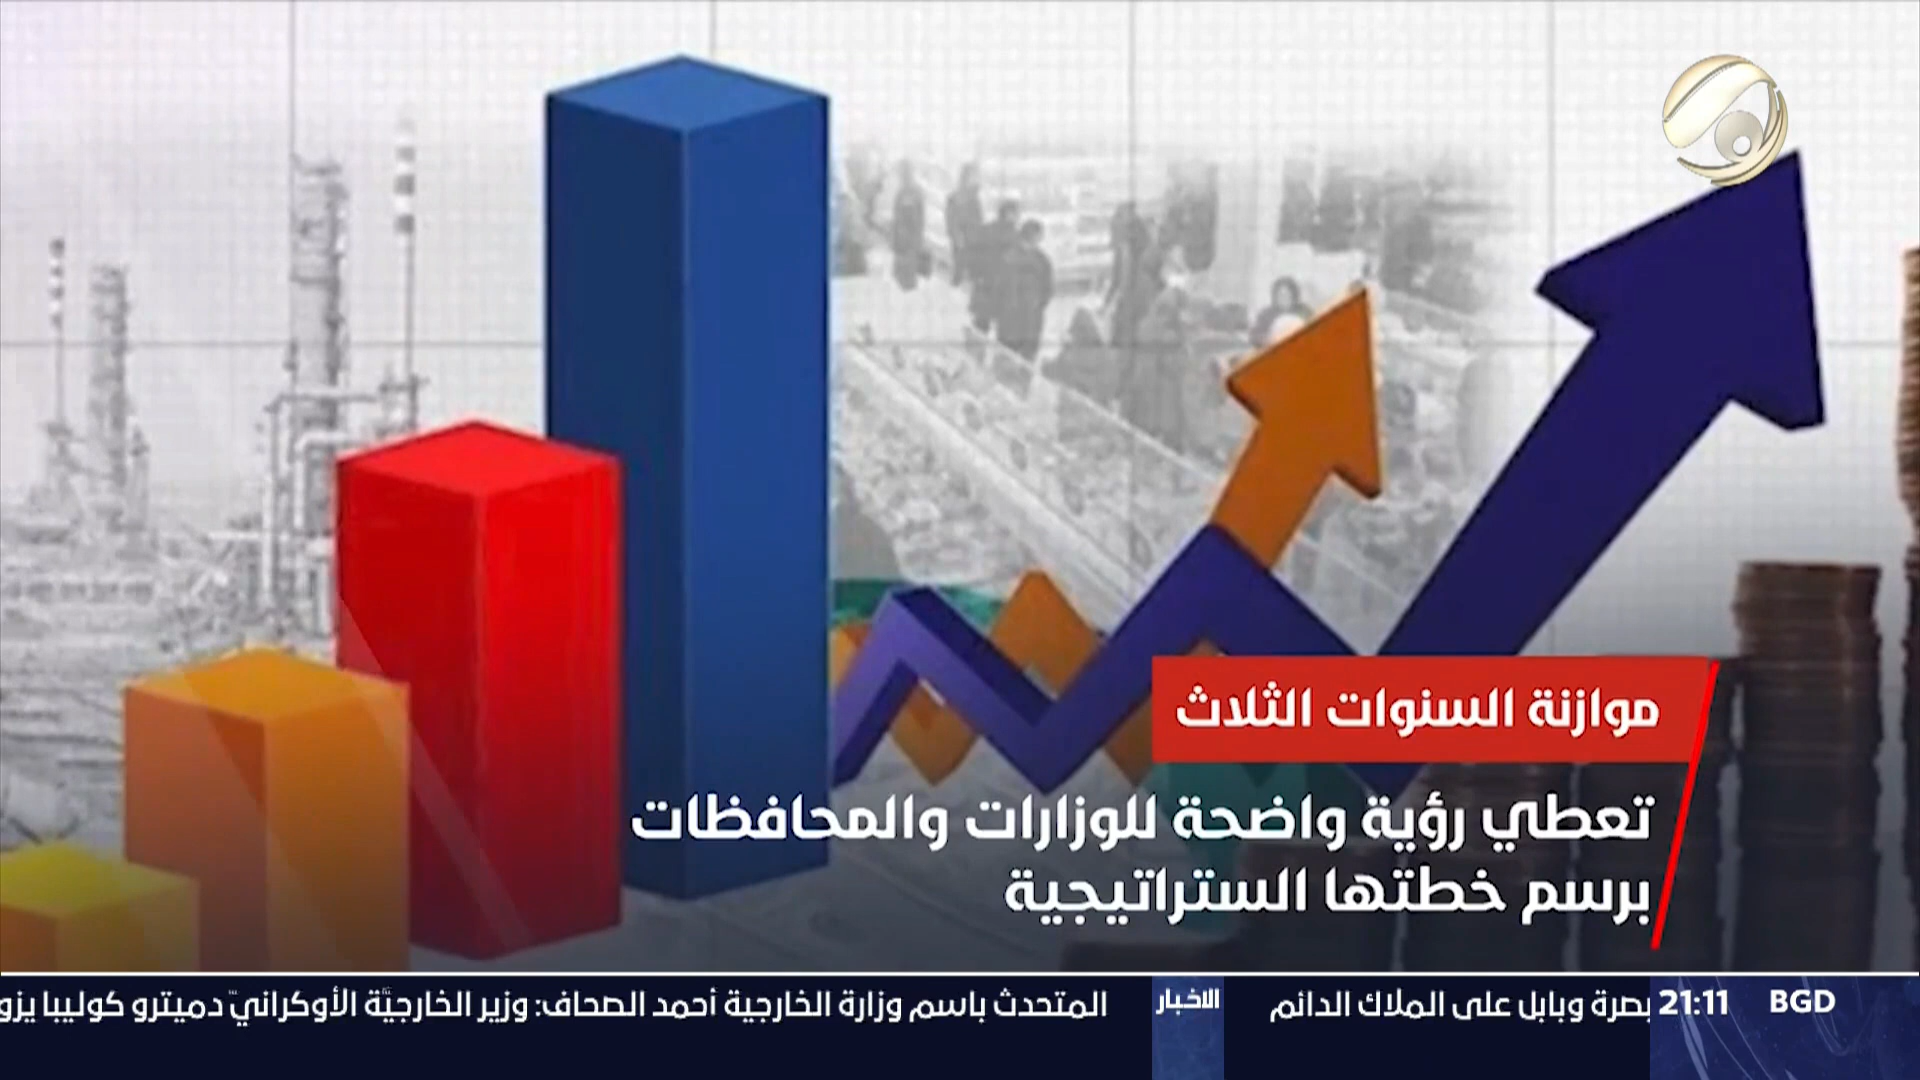 موازنة السنوات الثلاث
تعطي رؤية واضحة للوزارات والمحافظات
برسم خطتها الستراتيجية
BGD 21:11
بصرة وبابل على الملاك الدائم
الاخبار
المتحدث باسم وزارة الخارجية أحمد الصحاف: وزير الخارجيَّة الأوكرانيّ دميترو كوليبا يزو